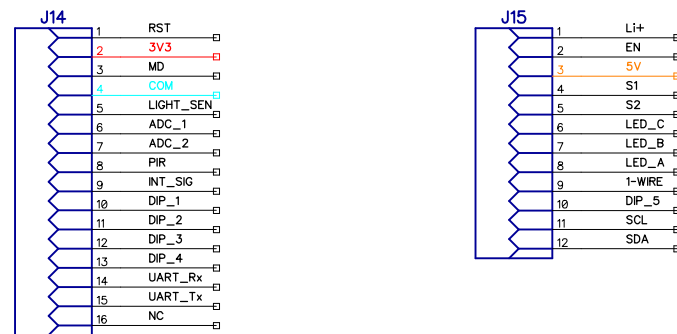 J14
1 RST
2 3V3
3 MD
4 COM
5 LIGHT_SEN
6 ADC_1
7 ADC_2
8 PIR
9 INT_SIG
10 DIP_1
11 DIP_2
12 DIP_3
13 DIP_4
14 UART_Rx
15 UART_Tx
16 NC
J15
1 Li+
2 EN
3 5V
4 S1
5 S2
6 LED_C
7 LED_B
8 LED_A
9 1-WIRE
10 DIP_5
11 SCL
12 SDA